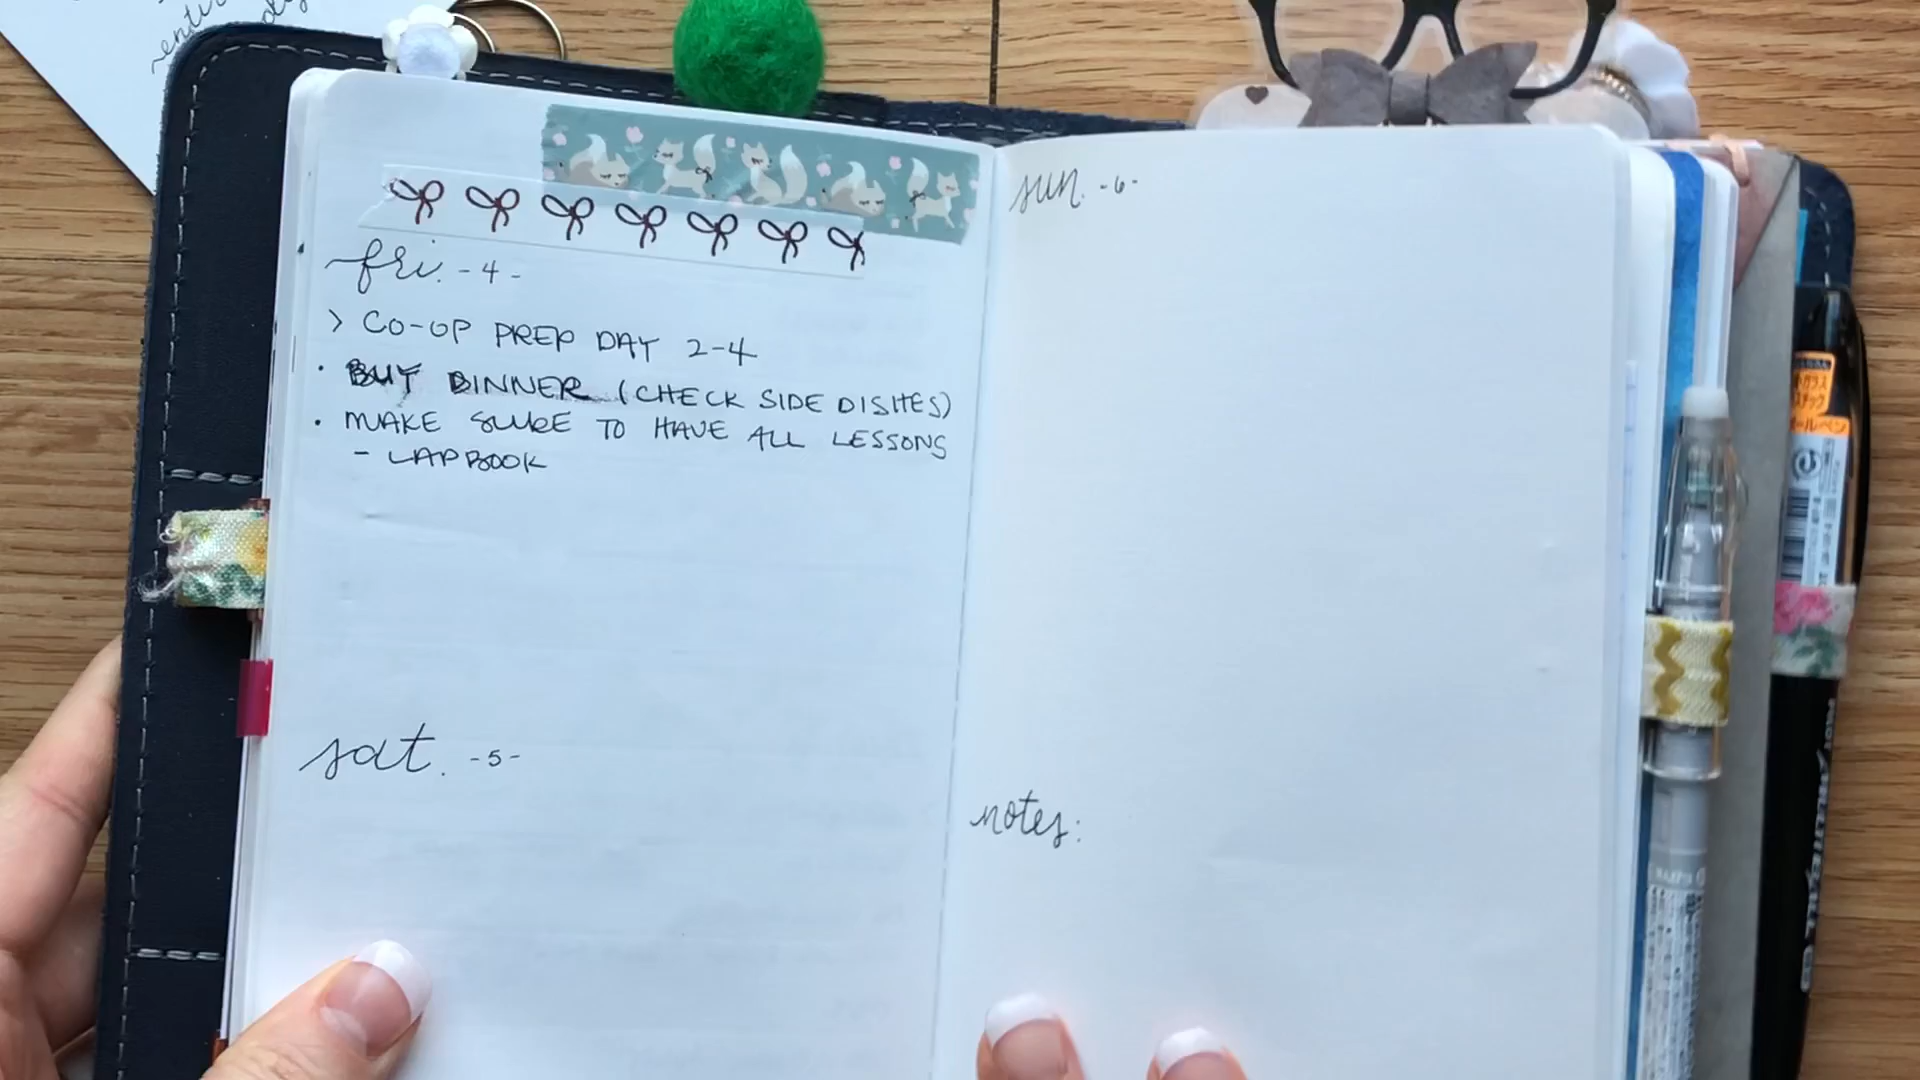 fri. -4-
> CO-OP PREP DAY 2-4
• BUY DINNER (CHECK SIDE DISHES)
• MAKE SURE TO HAVE ALL LESSONS
- LAPBOOK
sat. -5-
sun. -6-
notes: